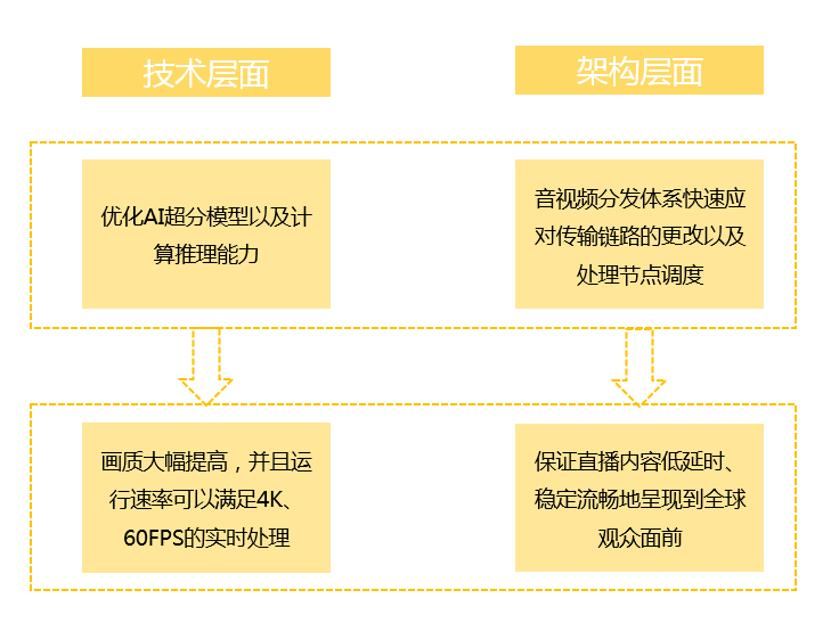 技术层面
架构层面
优化AI超分模型以及计
算推理能力
音视频分发体系快速应
对传输链路的更改以及
处理节点调度
画质大幅提高，并且运
行速率可以满足4K、
60FPS的实时处理
保证直播内容低延时、
稳定流畅地呈现到全球
观众面前